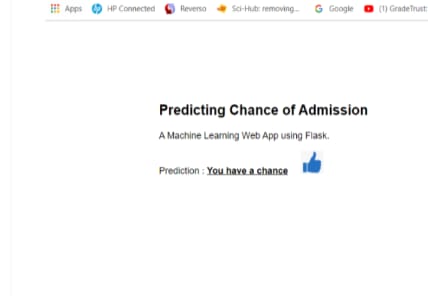 Apps HP Connected Reverso Sci-Hub: removing... Google (1) GradeTrust:
Predicting Chance of Admission
A Machine Learning Web App using Flask.
Prediction : You have a chance